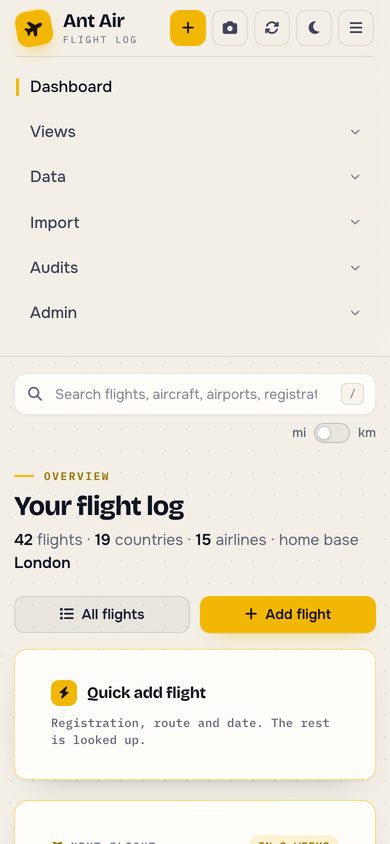 Ant Air
FLIGHT LOG
Dashboard
Views
Data
Import
Audits
Admin
Search flights, aircraft, airports, registrat
/
mi
km
OVERVIEW
Your flight log
42 flights · 19 countries · 15 airlines · home base
London
All flights
Add flight
Quick add flight
Registration, route and date. The rest
is looked up.